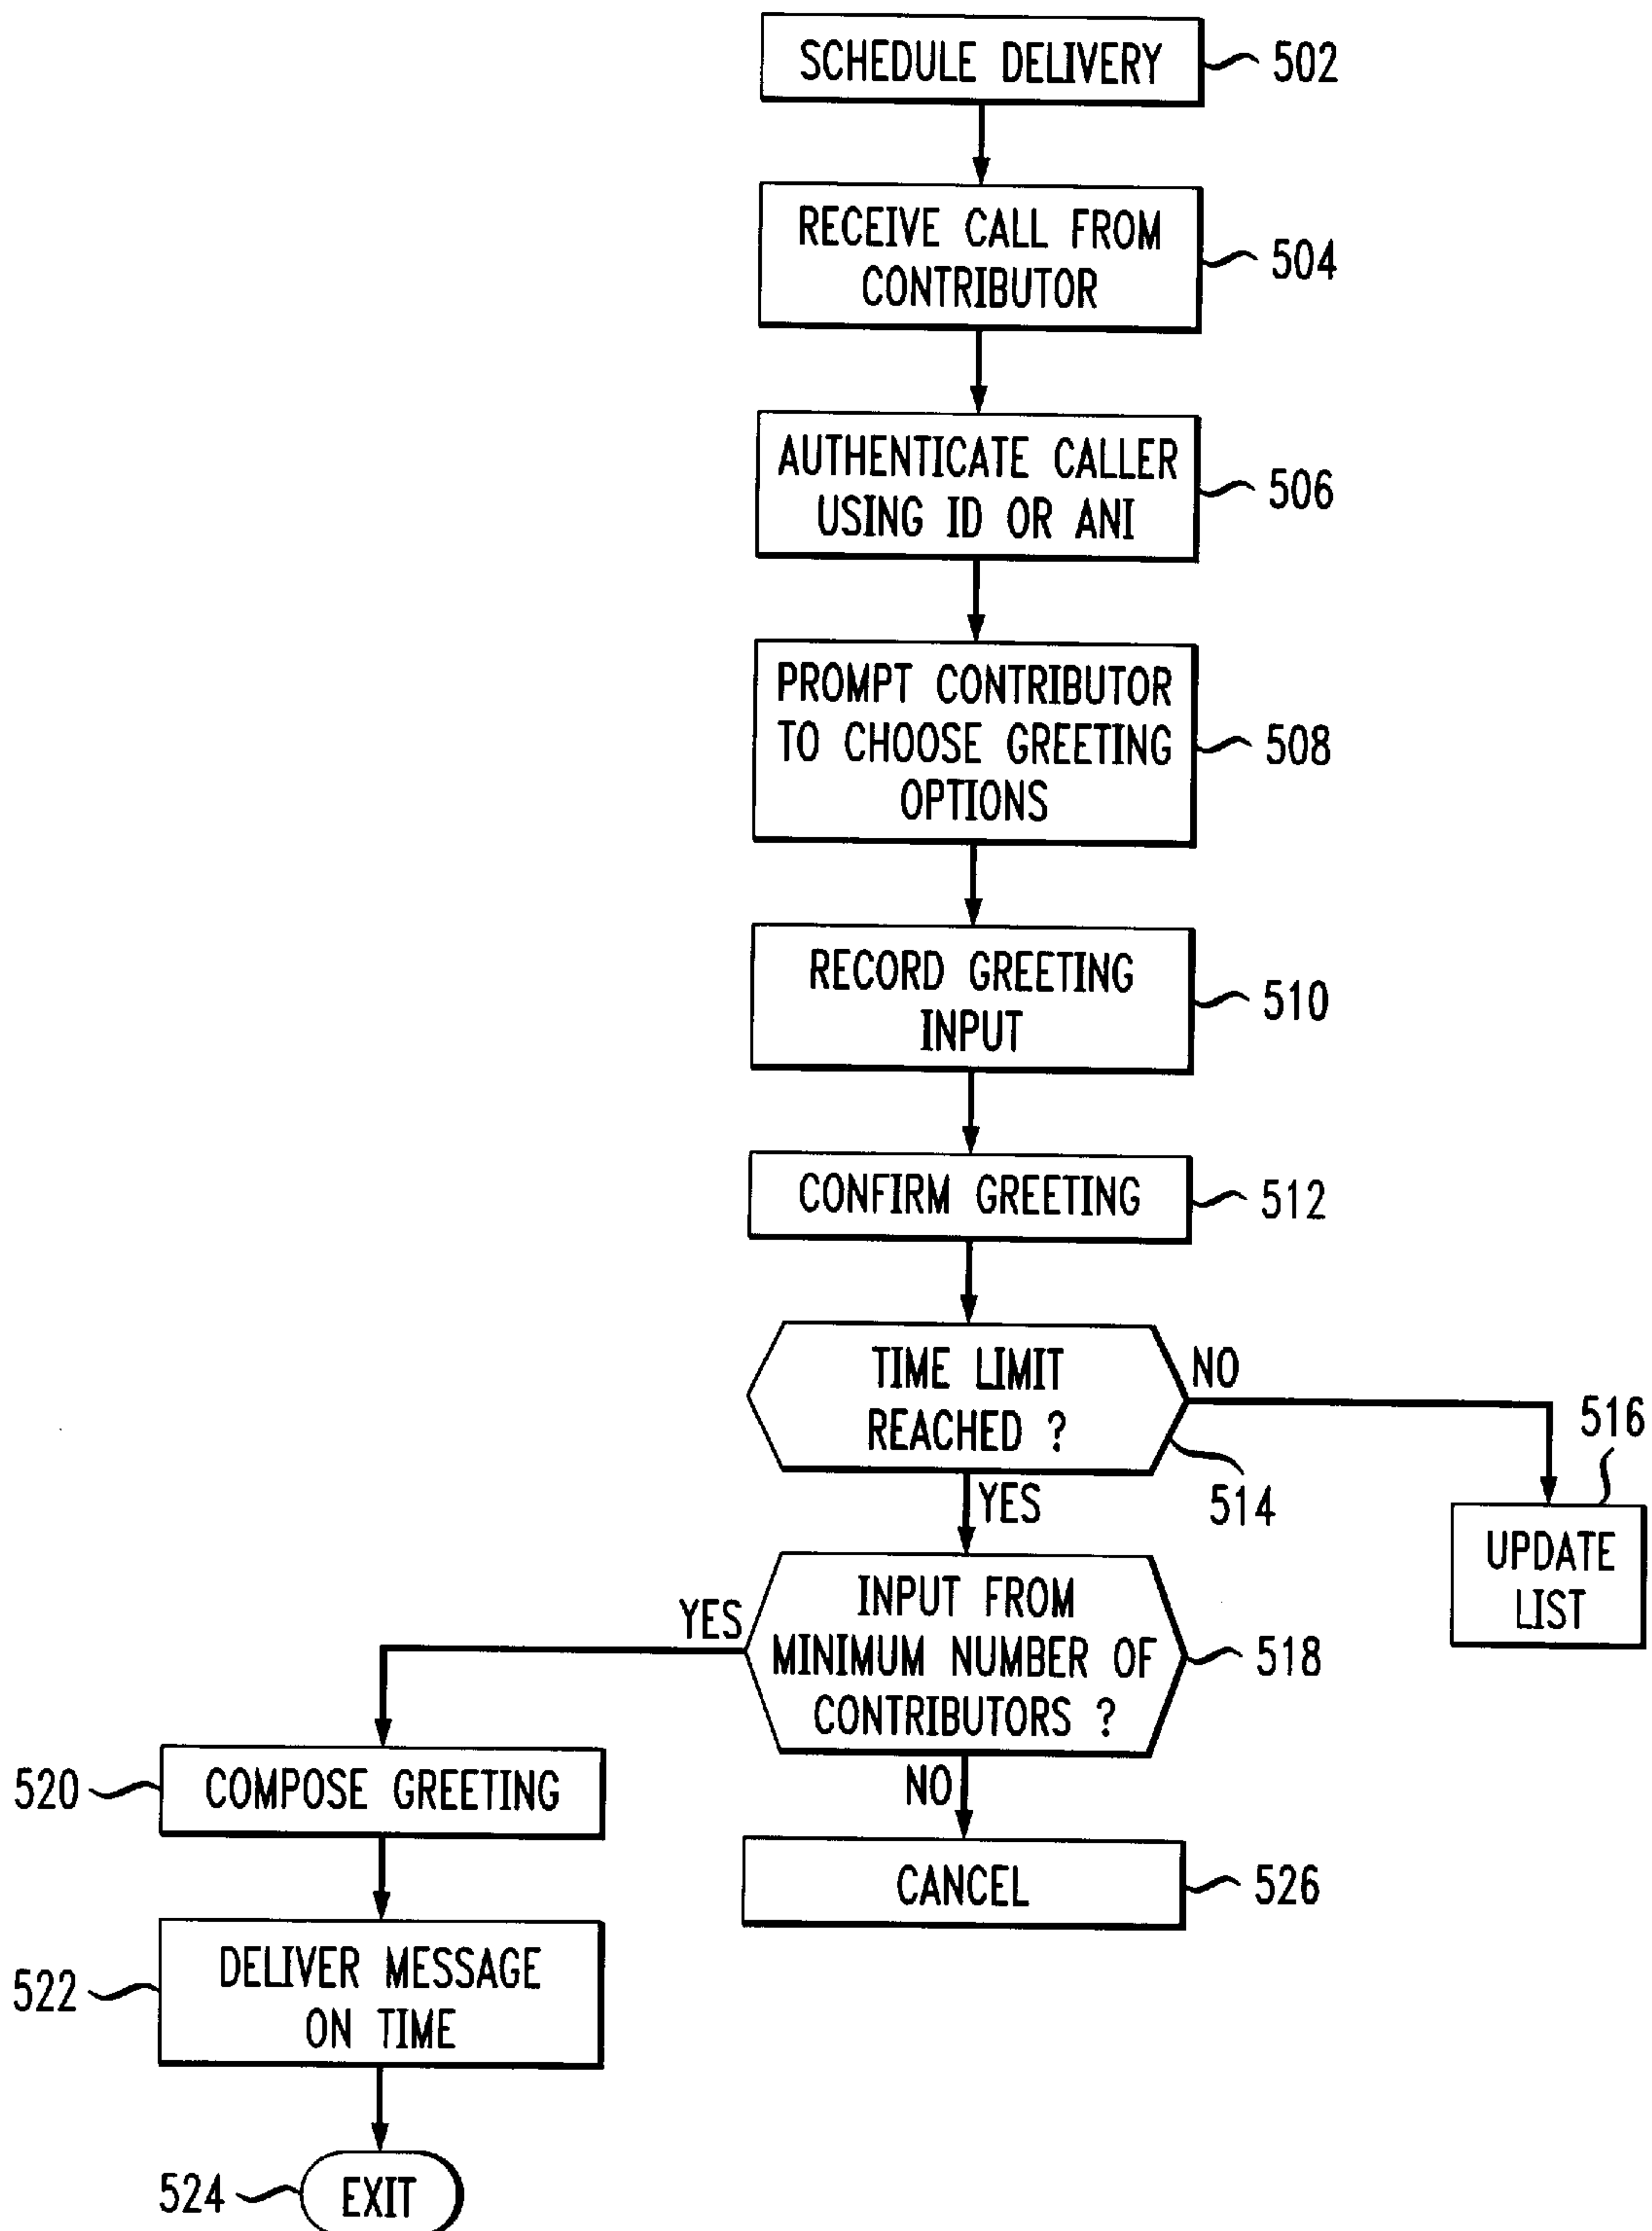 SCHEDULE DELIVERY
502
RECEIVE CALL FROM
CONTRIBUTOR
504
AUTHENTICATE CALLER
USING ID OR ANI
506
PROMPT CONTRIBUTOR
TO CHOOSE GREETING
OPTIONS
508
RECORD GREETING
INPUT
510
CONFIRM GREETING
512
TIME LIMIT
REACHED ?
NO
514
516
UPDATE
LIST
YES
INPUT FROM
MINIMUM NUMBER OF
CONTRIBUTORS ?
518
YES
NO
520
COMPOSE GREETING
CANCEL
526
522
DELIVER MESSAGE
ON TIME
524
EXIT